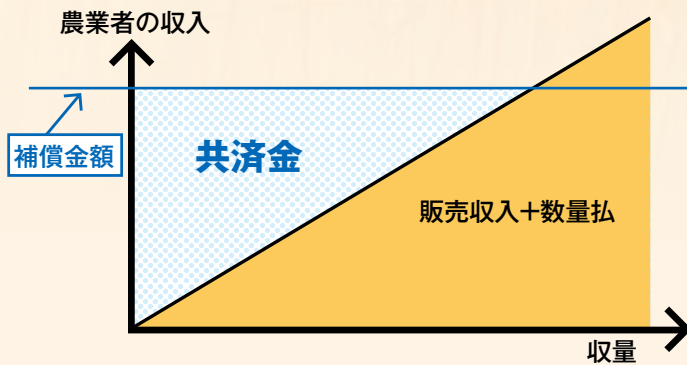 農業者の収入
補償金額
共済金
販売収入+数量払
収量